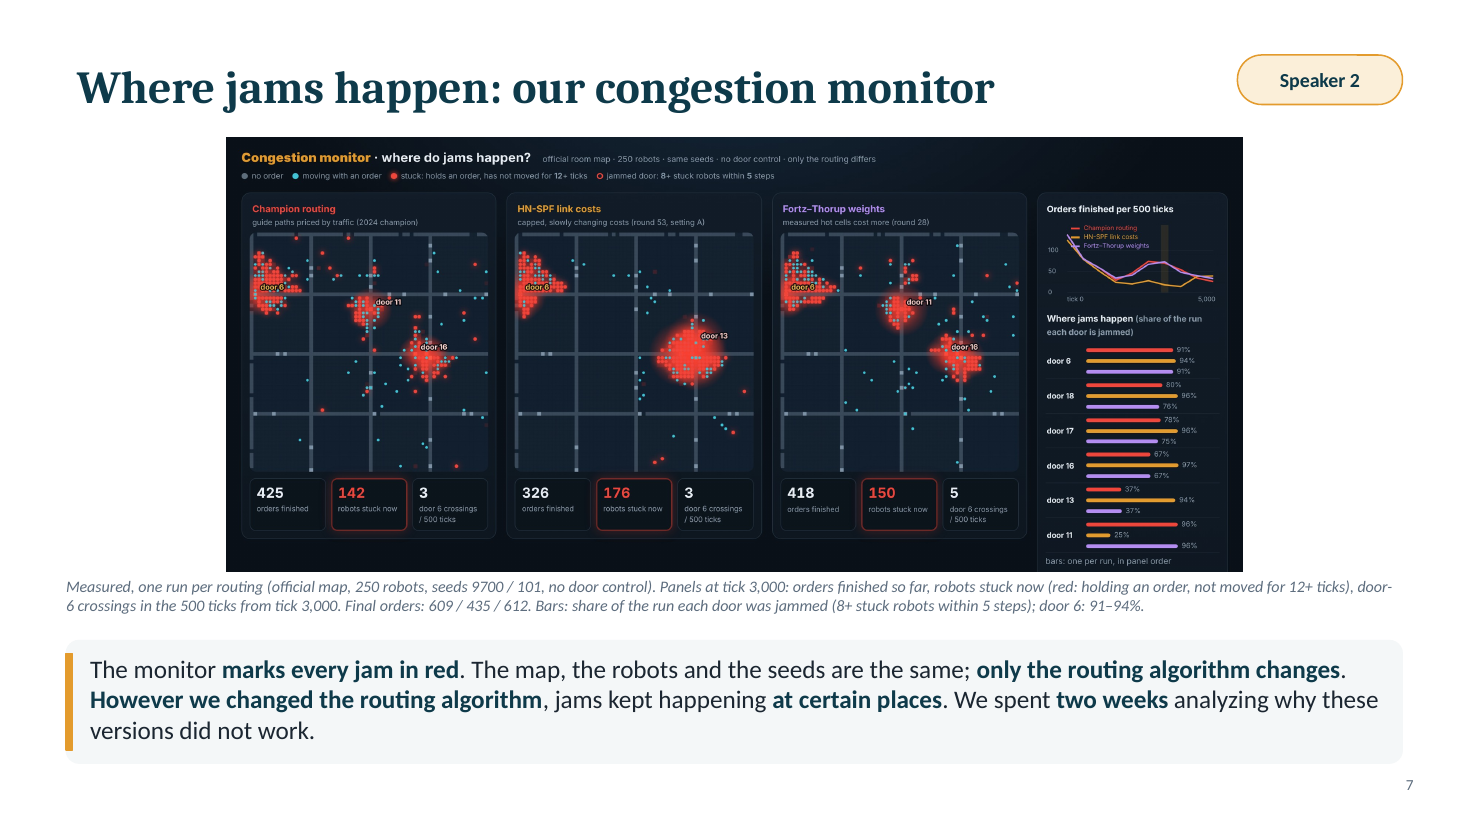 Where jams happen: our congestion monitor
Speaker 2
Congestion monitor · where do jams happen? official room map · 250 robots · same seeds · no door control · only the routing differs
no order moving with an order stuck: holds an order, has not moved for 12+ ticks jammed door: 8+ stuck robots within 5 steps
Champion routing
guide paths priced by traffic (2024 champion)
door 6
door 11
door 16
425
orders finished
142
robots stuck now
3
door 6 crossings
/ 500 ticks
HN-SPF link costs
capped, slowly changing costs (round 53, setting A)
door 6
door 13
326
orders finished
176
robots stuck now
3
door 6 crossings
/ 500 ticks
Fortz–Thorup weights
measured hot cells cost more (round 28)
door 6
door 11
door 16
418
orders finished
150
robots stuck now
5
door 6 crossings
/ 500 ticks
Orders finished per 500 ticks
Champion routing
HN-SPF link costs
Fortz–Thorup weights
100
50
0
tick 0 5,000
Where jams happen (share of the run
each door is jammed)
door 6 91% 94% 91%
door 18 80% 96% 76%
door 17 78% 96% 75%
door 16 67% 97% 67%
door 13 37% 94% 37%
door 11 96% 25% 96%
bars: one per run, in panel order
Measured, one run per routing (official map, 250 robots, seeds 9700 / 101, no door control). Panels at tick 3,000: orders finished so far, robots stuck now (red: holding an order, not moved for 12+ ticks), door-
6 crossings in the 500 ticks from tick 3,000. Final orders: 609 / 435 / 612. Bars: share of the run each door was jammed (8+ stuck robots within 5 steps); door 6: 91–94%.
The monitor marks every jam in red. The map, the robots and the seeds are the same; only the routing algorithm changes.
However we changed the routing algorithm, jams kept happening at certain places. We spent two weeks analyzing why these
versions did not work.
7